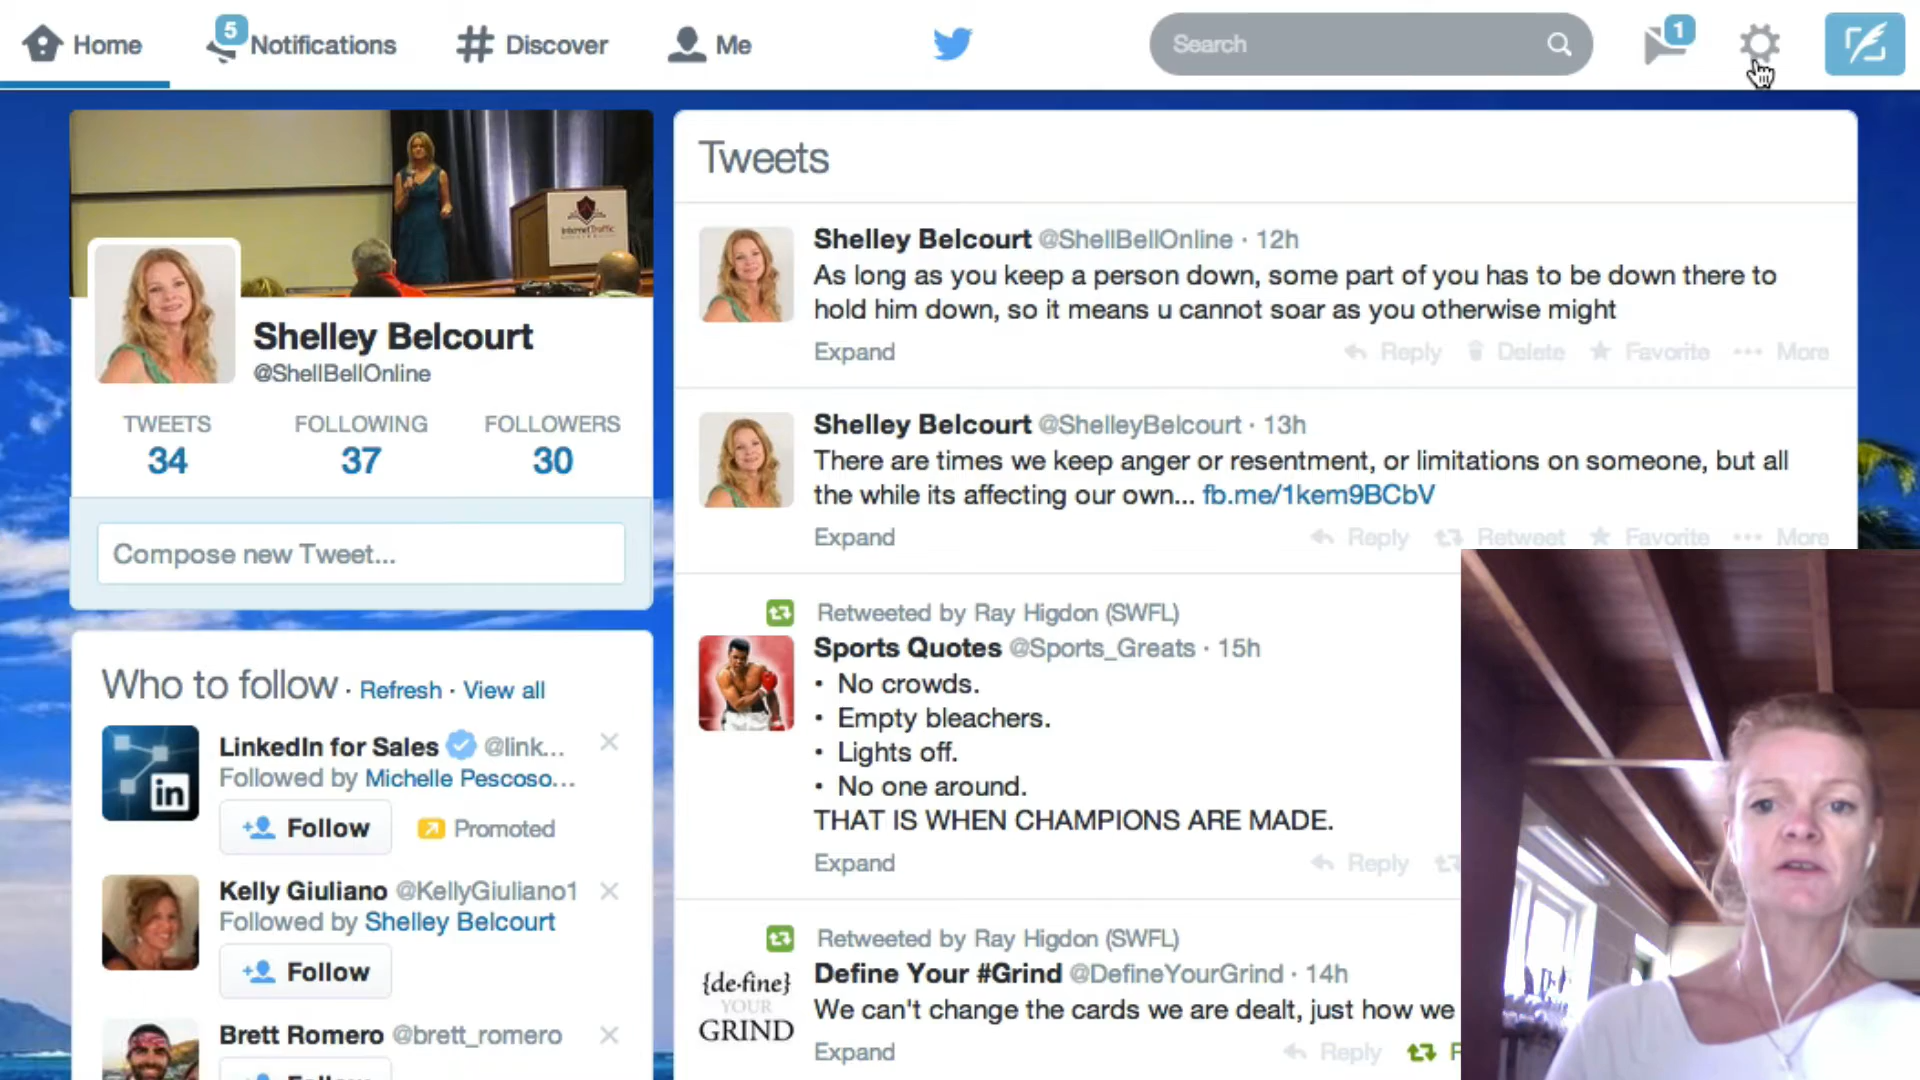 Home
5
Notifications
Discover
Me
Search
1
Internet Traffic
Shelley Belcourt
@ShellBellOnline
TWEETS
FOLLOWING
FOLLOWERS
34
37
30
Compose new Tweet...
Who to follow · Refresh · View all
LinkedIn for Sales @link...
Followed by Michelle Pescoso...
in
Follow
Promoted
Kelly Giuliano @KellyGiuliano1
Followed by Shelley Belcourt
Follow
Brett Romero @brett_romero
Follow
Tweets
Shelley Belcourt @ShellBellOnline · 12h
As long as you keep a person down, some part of you has to be down there to
hold him down, so it means u cannot soar as you otherwise might
Expand
Reply Delete Favorite More
Shelley Belcourt @ShelleyBelcourt · 13h
There are times we keep anger or resentment, or limitations on someone, but all
the while its affecting our own... fb.me/1kem9BCbV
Expand
Reply Retweet Favorite More
Retweeted by Ray Higdon (SWFL)
Sports Quotes @Sports_Greats · 15h
• No crowds.
• Empty bleachers.
• Lights off.
• No one around.
THAT IS WHEN CHAMPIONS ARE MADE.
Expand
Reply
Retweeted by Ray Higdon (SWFL)
Define Your #Grind @DefineYourGrind · 14h
{de·fine}
YOUR
GRIND
We can't change the cards we are dealt, just how we
Expand
Reply